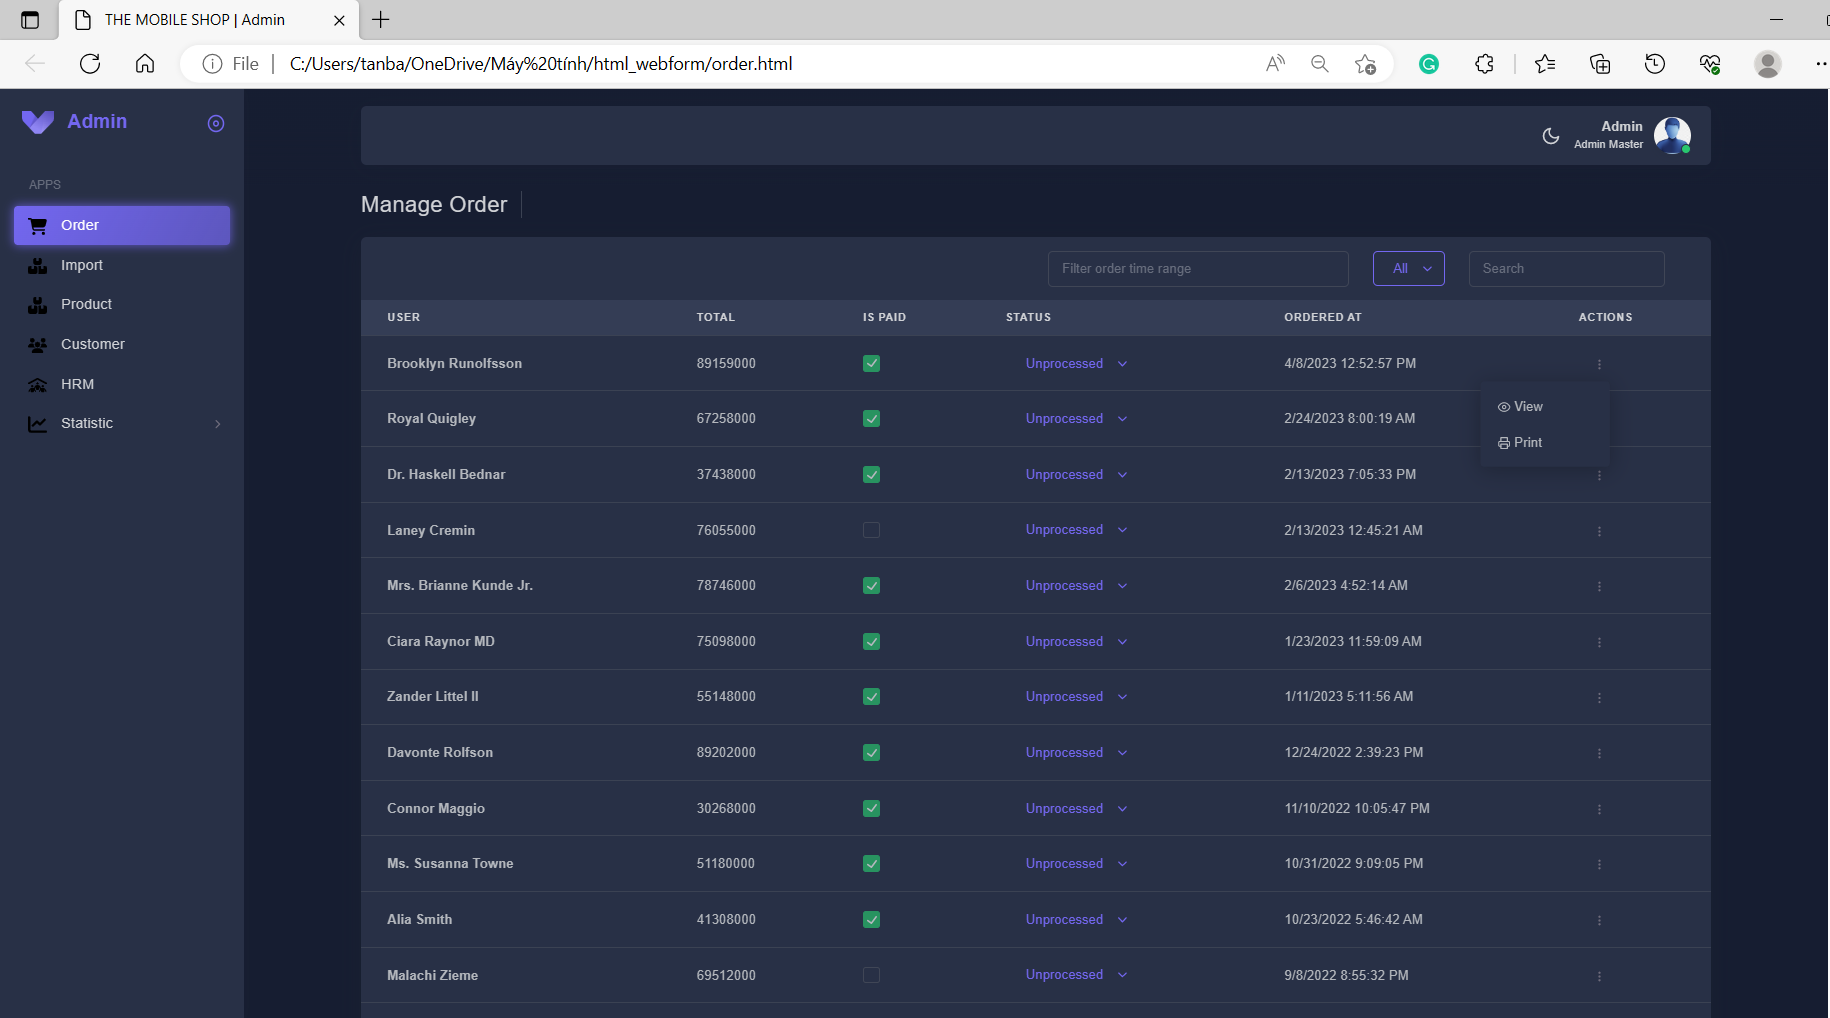 THE MOBILE SHOP | Admin
File
C:/Users/tanba/OneDrive/Máy%20tính/html_webform/order.html
Admin
Admin
Admin Master
APPS
Order
Import
Product
Customer
HRM
Statistic
Manage Order
Filter order time range All Search
USER TOTAL IS PAID STATUS ORDERED AT ACTIONS
Brooklyn Runolfsson 89159000 Unprocessed 4/8/2023 12:52:57 PM
View
Print
Royal Quigley 67258000 Unprocessed 2/24/2023 8:00:19 AM
Dr. Haskell Bednar 37438000 Unprocessed 2/13/2023 7:05:33 PM
Laney Cremin 76055000 Unprocessed 2/13/2023 12:45:21 AM
Mrs. Brianne Kunde Jr. 78746000 Unprocessed 2/6/2023 4:52:14 AM
Ciara Raynor MD 75098000 Unprocessed 1/23/2023 11:59:09 AM
Zander Littel II 55148000 Unprocessed 1/11/2023 5:11:56 AM
Davonte Rolfson 89202000 Unprocessed 12/24/2022 2:39:23 PM
Connor Maggio 30268000 Unprocessed 11/10/2022 10:05:47 PM
Ms. Susanna Towne 51180000 Unprocessed 10/31/2022 9:09:05 PM
Alia Smith 41308000 Unprocessed 10/23/2022 5:46:42 AM
Malachi Zieme 69512000 Unprocessed 9/8/2022 8:55:32 PM